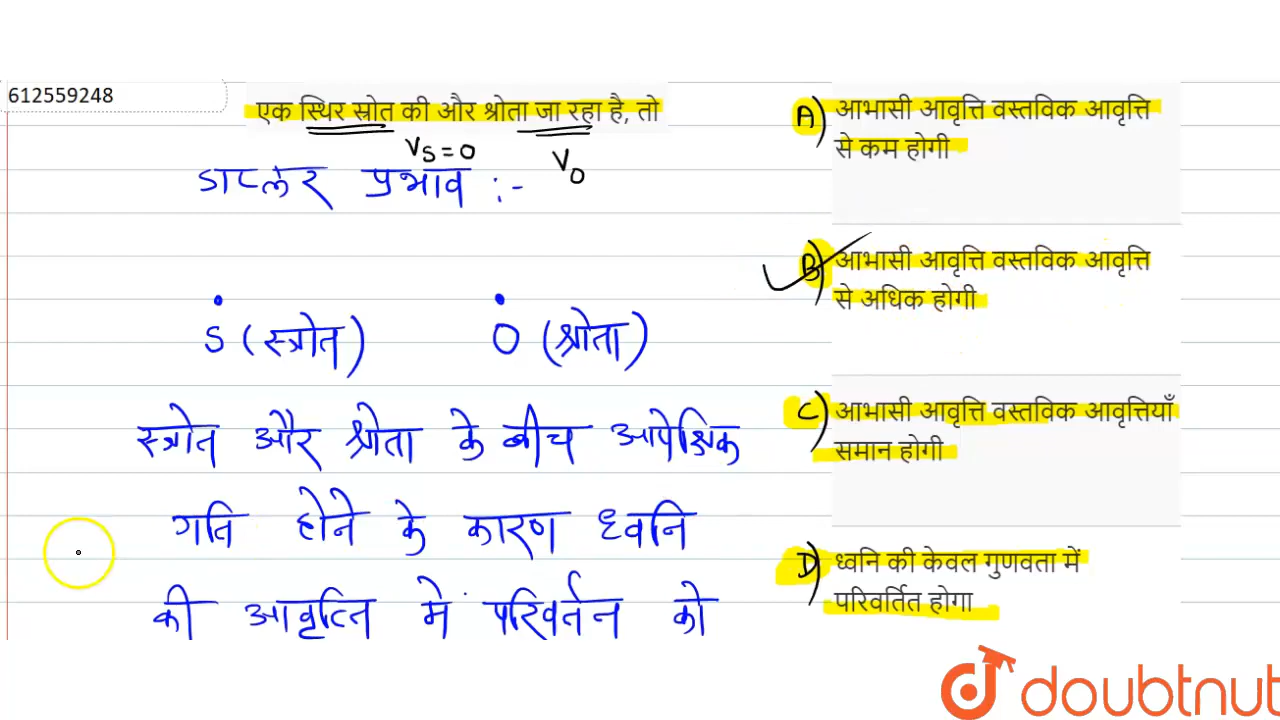 612559248
एक स्थिर स्रोत की और श्रोता जा रहा है, तो
Vs=0
Vo
डाप्लर प्रभाव :-
S (स्त्रोत)
O (श्रोता)
स्त्रोत और श्रोता के बीच आपेक्षिक
गति होने के कारण ध्वनि
की आवृत्ति में परिवर्तन को
A) आभासी आवृत्ति वस्तविक आवृत्ति
से कम होगी
B) आभासी आवृत्ति वस्तविक आवृत्ति
से अधिक होगी
C) आभासी आवृत्ति वस्तविक आवृत्तियाँ
समान होगी
D) ध्वनि की केवल गुणवता में
परिवर्तित होगा
doubtnut